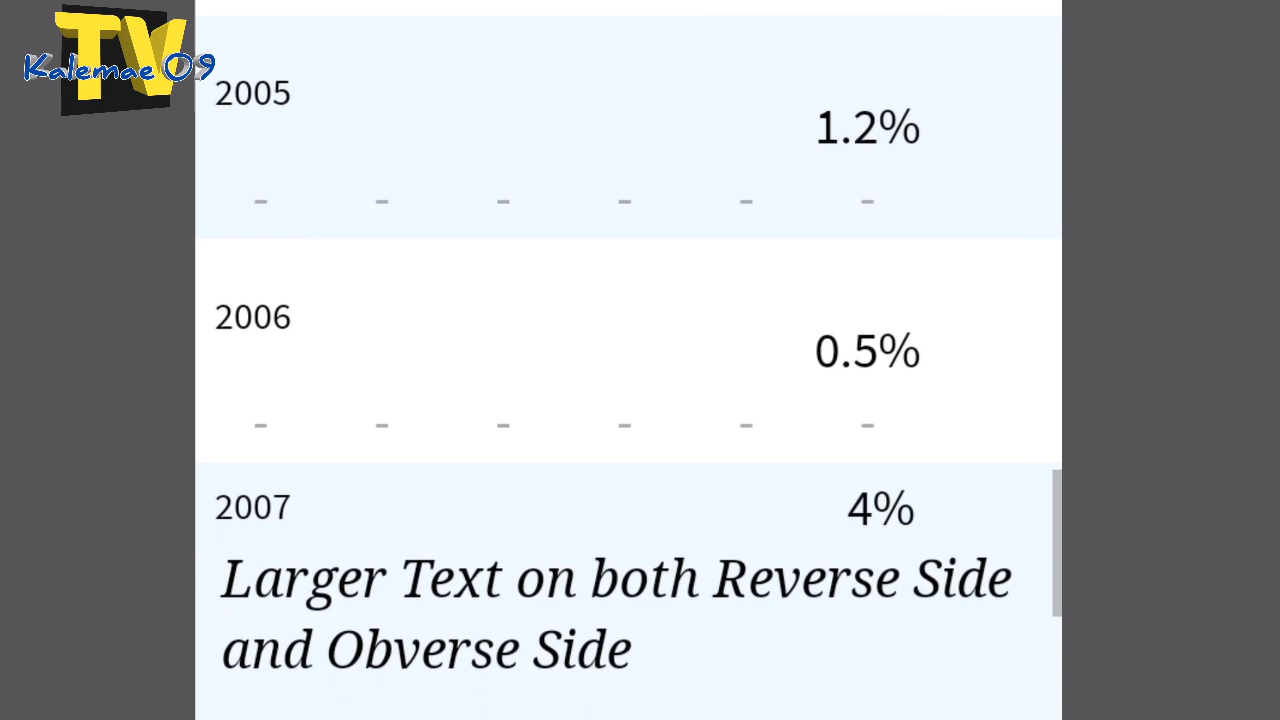 TV
Kalemae 09
2005
1.2%
- - - - - -
2006
0.5%
- - - - - -
2007
4%
Larger Text on both Reverse Side
and Obverse Side